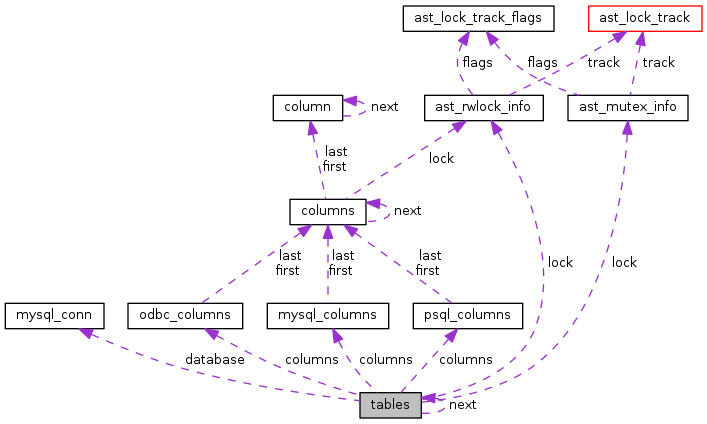 ast_lock_track_flags
ast_lock_track
flags
flags
track
track
column
next
ast_rwlock_info
ast_mutex_info
last
first
lock
columns
next
last
first
last
first
last
first
lock
lock
mysql_conn
odbc_columns
mysql_columns
psql_columns
database
columns
columns
columns
tables
next